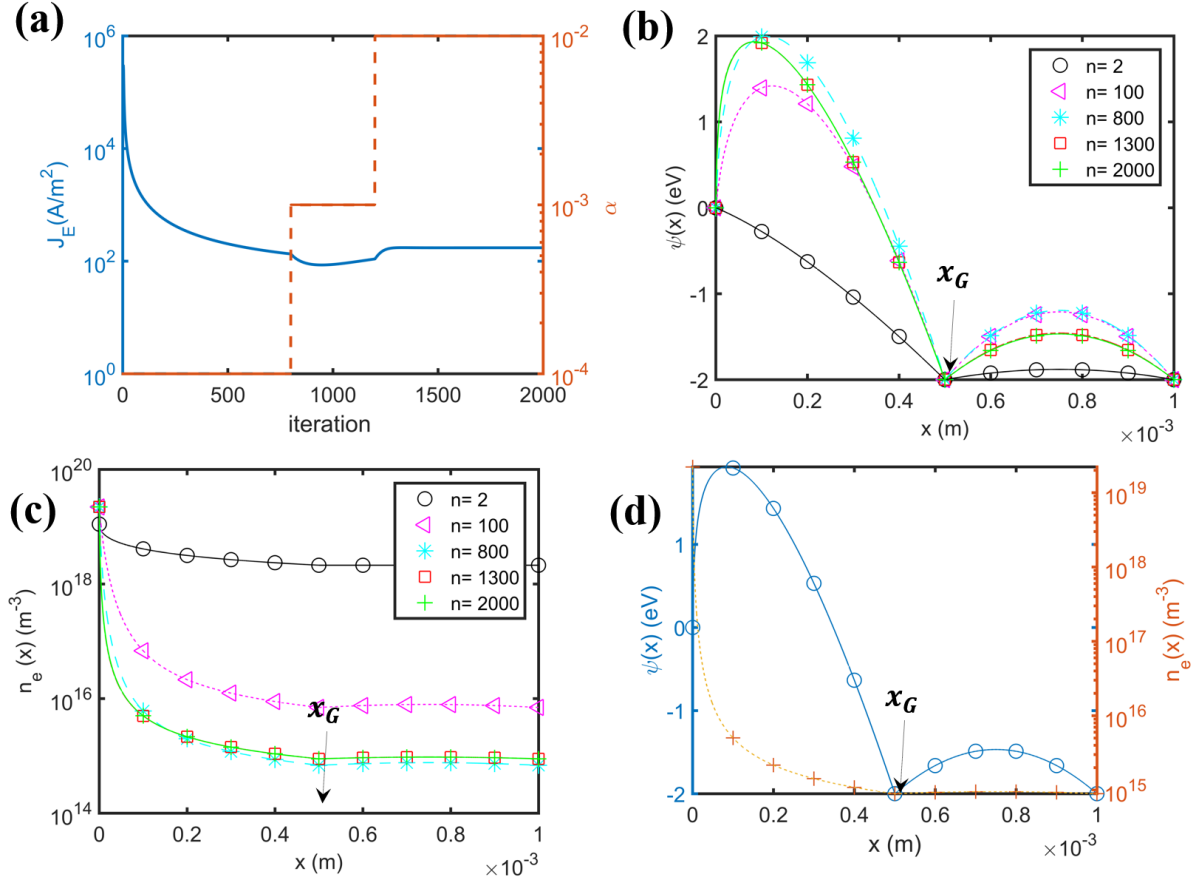 (a)
10^6
10^4
10^2
10^0
J_E(A/m^2)
10^-2
10^-3
10^-4
α
0 500 1000 1500 2000
iteration
(b)
2
1
0
-1
-2
ψ(x) (eV)
n= 2
n= 100
n= 800
n= 1300
n= 2000
x_G
0 0.2 0.4 0.6 0.8 1
x (m)
×10^-3
(c)
10^20
10^18
10^16
10^14
n_e (x) (m^-3)
n= 2
n= 100
n= 800
n= 1300
n= 2000
x_G
0 0.2 0.4 0.6 0.8 1
x (m)
×10^-3
(d)
1
0
-1
-2
ψ(x) (eV)
10^19
10^18
10^17
10^16
10^15
n_e(x) (m^-3)
x_G
0 0.2 0.4 0.6 0.8 1
x (m)
×10^-3